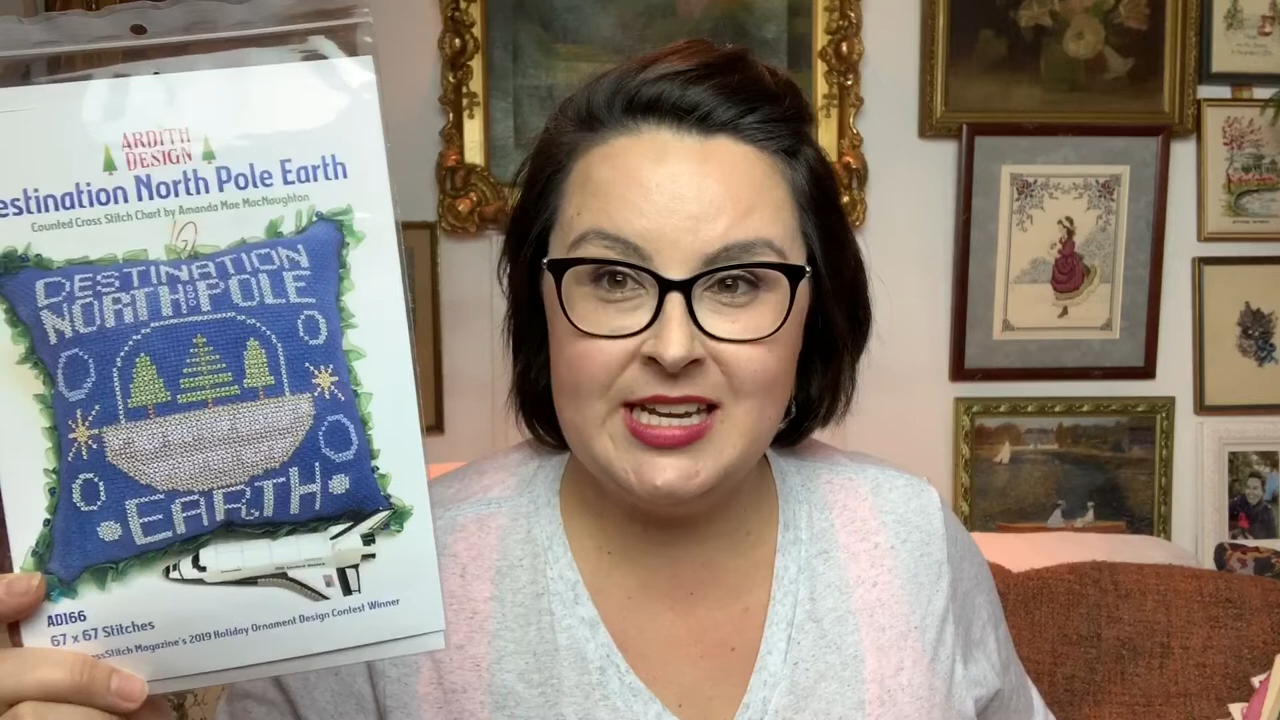 ARDITH
DESIGN
estination North Pole Earth
Counted Cross Stitch Chart by Amanda Mae MacNaughton
DESTINATION
NORTH POLE
EARTH
AD166
67 x 67 Stitches
ssStitch Magazine's 2019 Holiday Ornament Design Contest Winner